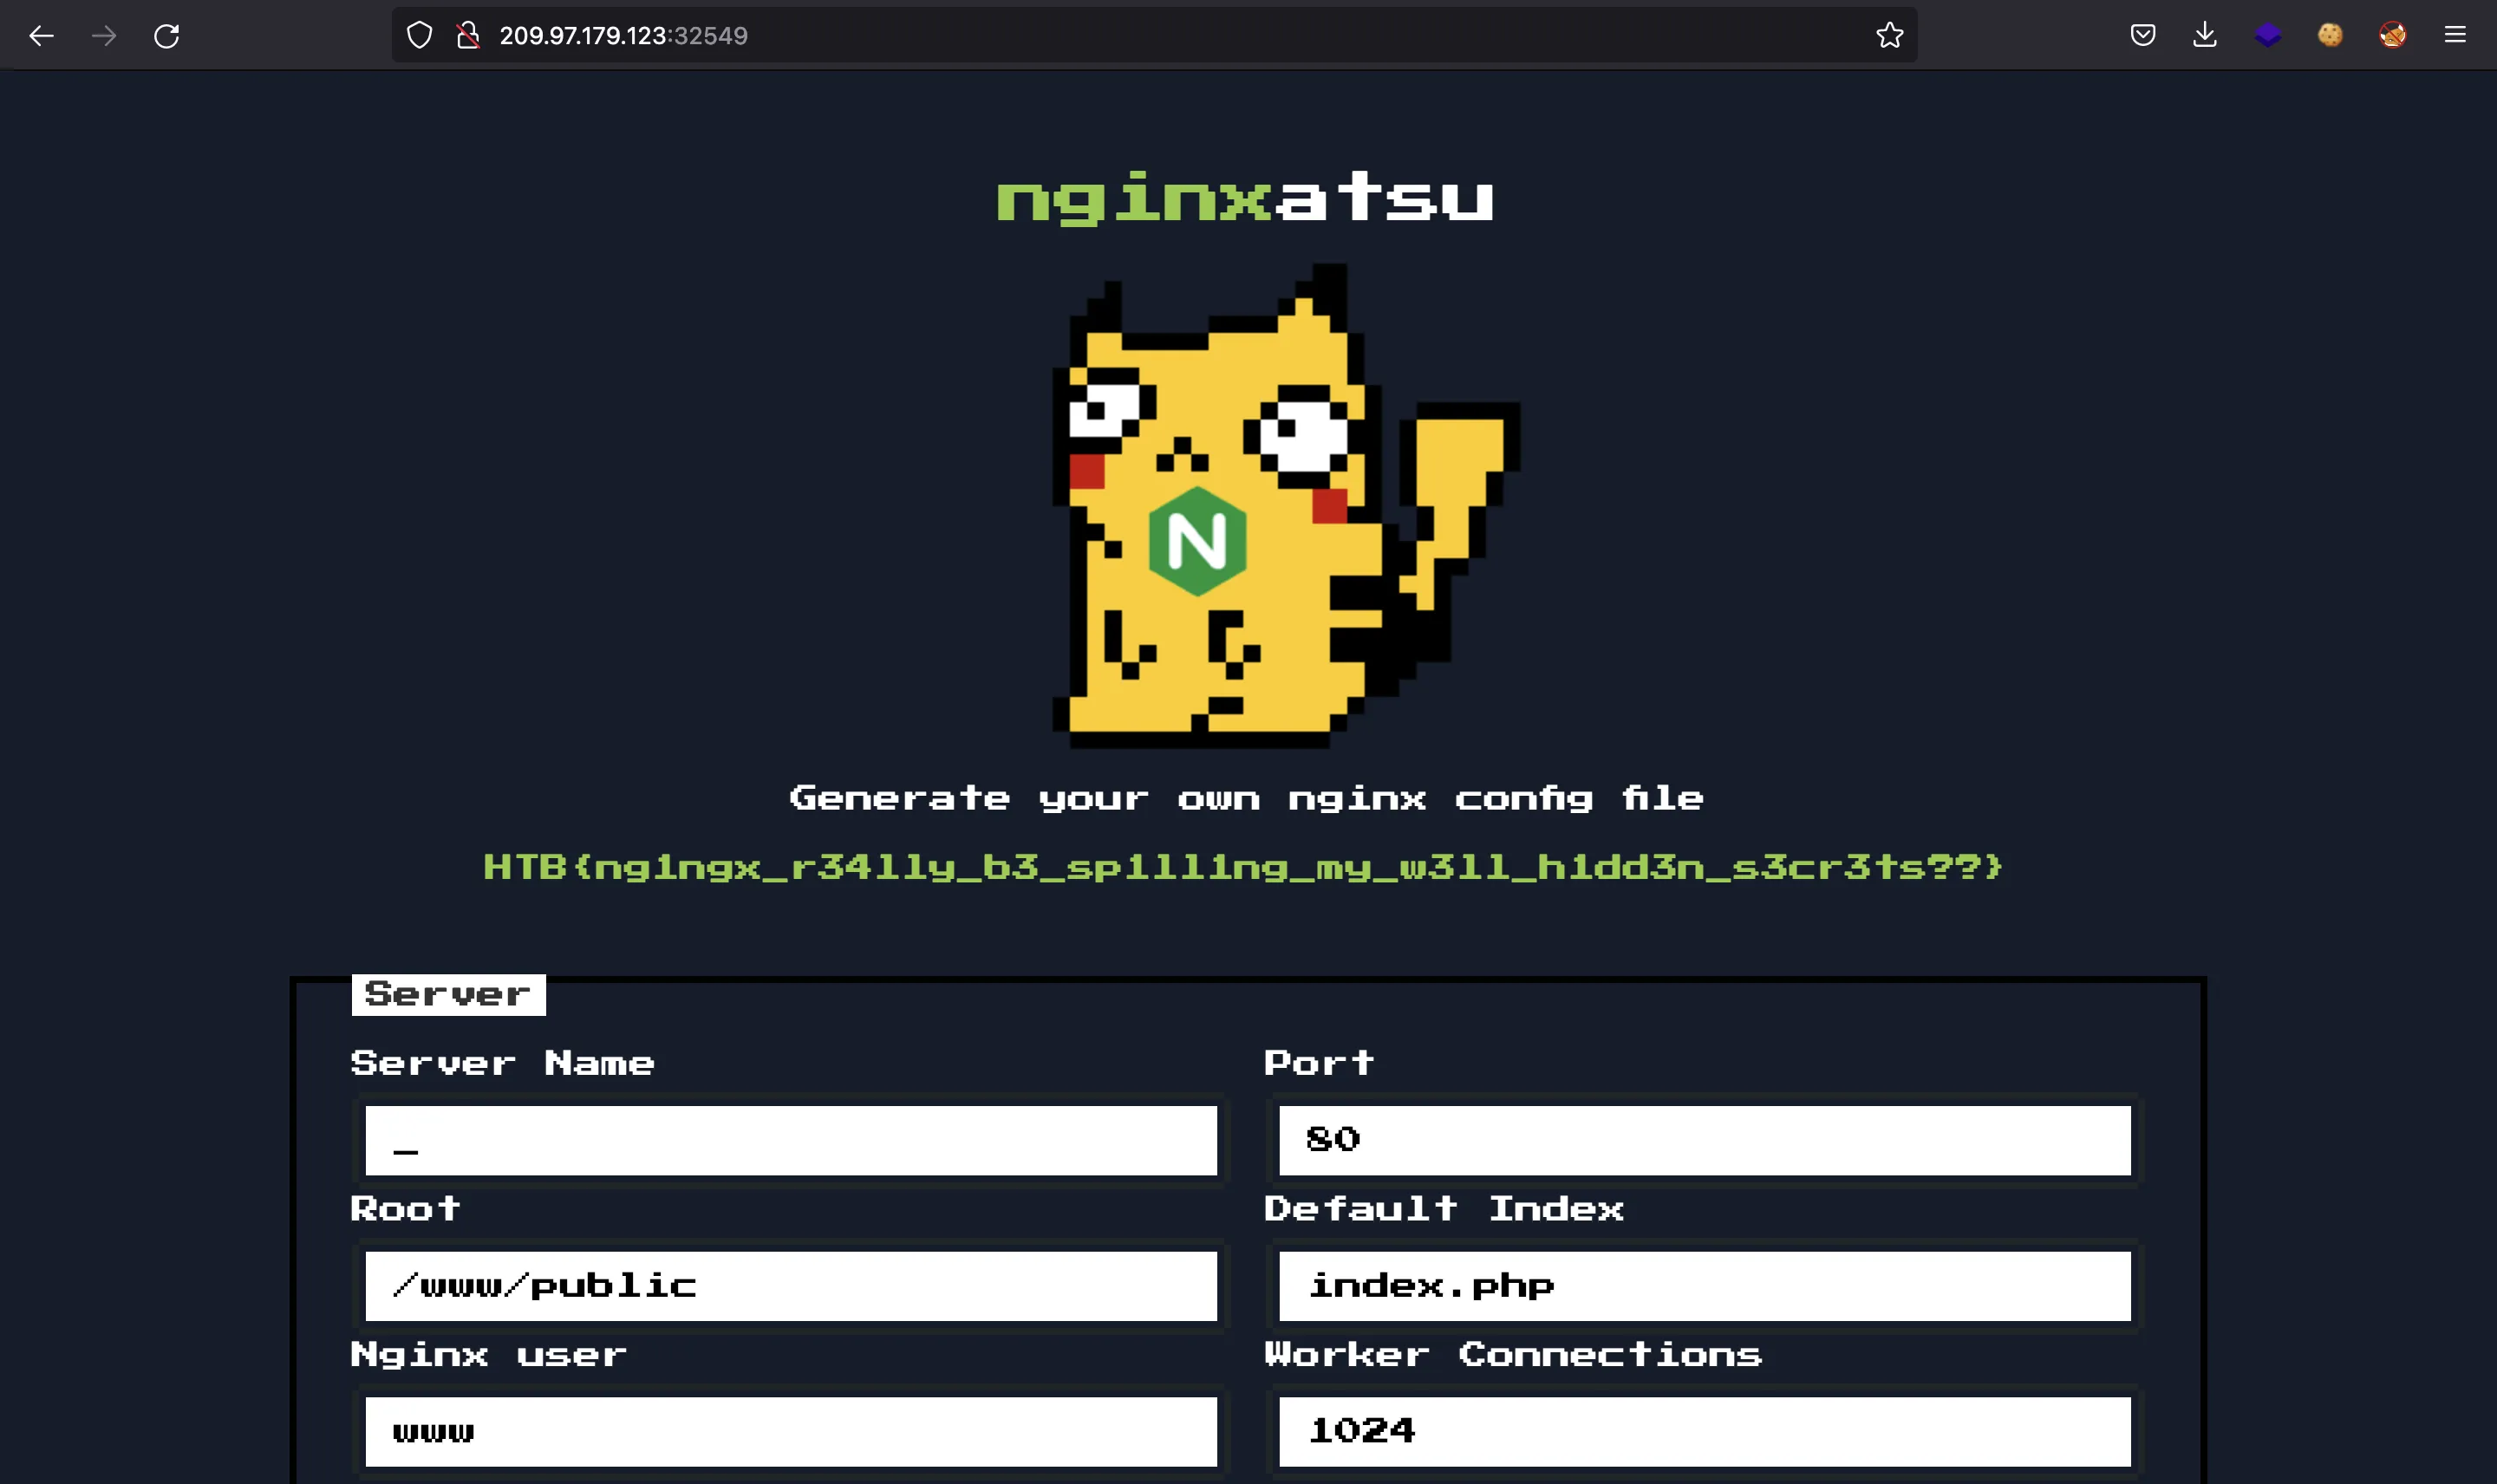 209.97.179.123:32549
nginxatsu
N
Generate your own nginx config file
HTB{ng1ngx_r34lly_b3_sp1ll1ng_my_w3ll_h1dd3n_s3cr3ts??}
Server
Server Name Port
_ 80
Root Default Index
/www/public index.php
Nginx user Worker Connections
www 1024